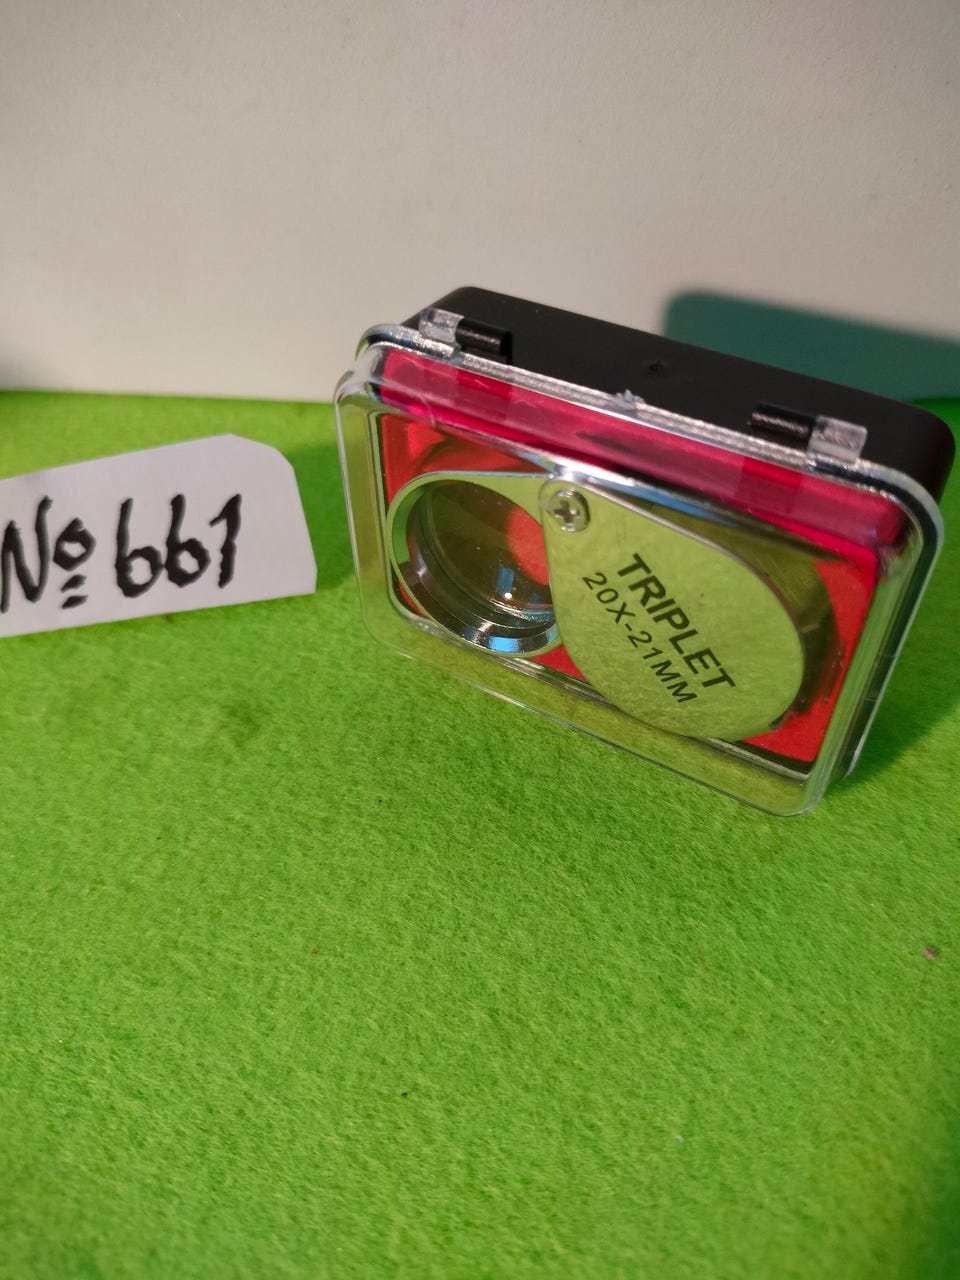 № 661
TRIPLET
20X-21MM